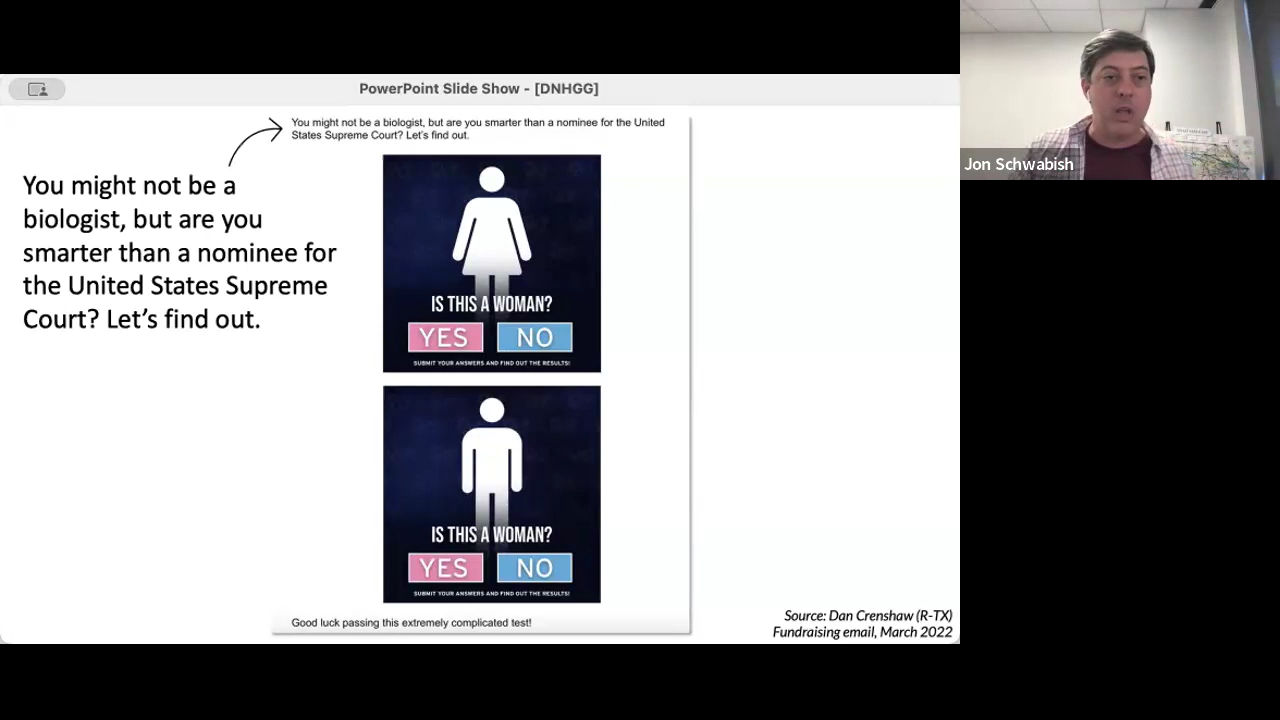 PowerPoint Slide Show - [DNHGG]
You might not be a biologist, but are you smarter than a nominee for the United
States Supreme Court? Let's find out.
You might not be a
biologist, but are you
smarter than a nominee for
the United States Supreme
Court? Let’s find out.
IS THIS A WOMAN?
YES NO
SUBMIT YOUR ANSWERS AND FIND OUT THE RESULTS!
IS THIS A WOMAN?
YES NO
SUBMIT YOUR ANSWERS AND FIND OUT THE RESULTS!
Good luck passing this extremely complicated test!
Source: Dan Crenshaw (R-TX)
Fundraising email, March 2022
Jon Schwabish